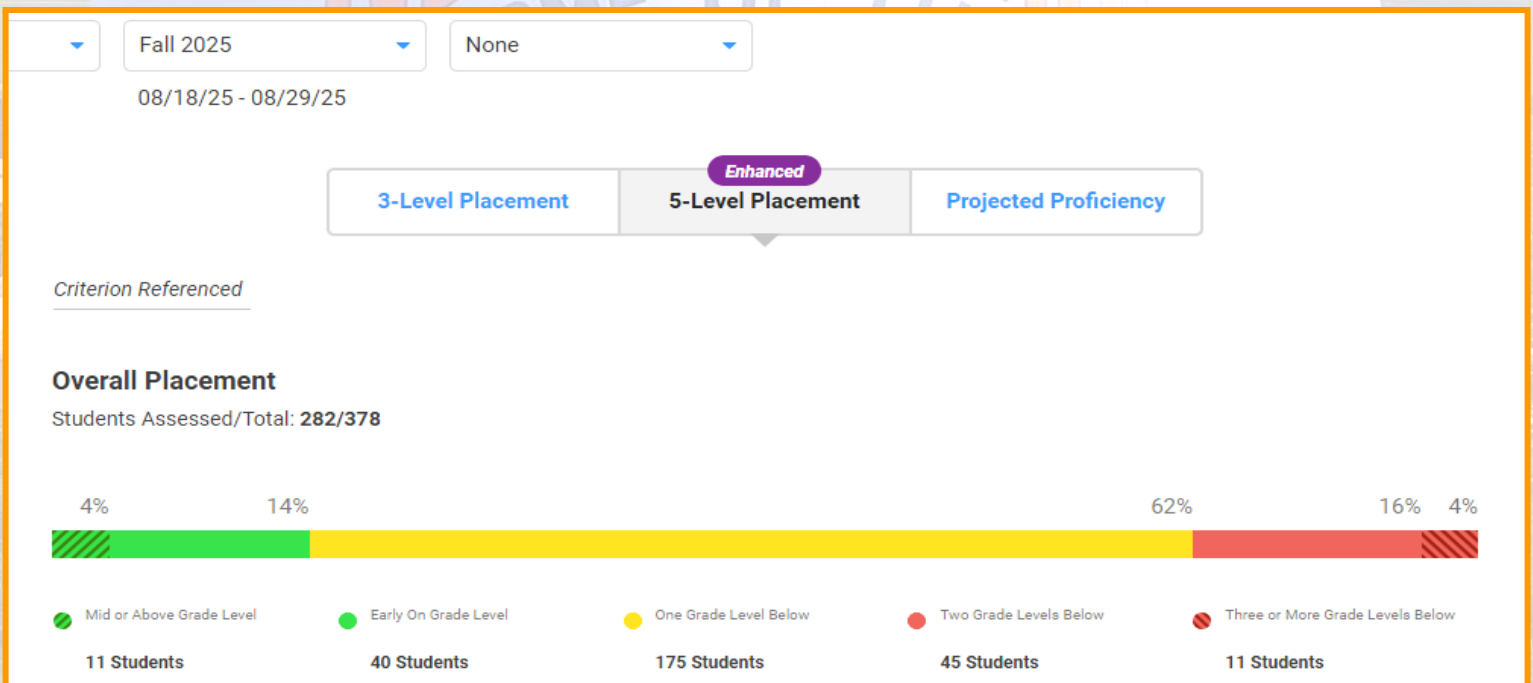 Fall 2025 None
08/18/25 - 08/29/25
Enhanced
3-Level Placement 5-Level Placement Projected Proficiency
Criterion Referenced
Overall Placement
Students Assessed/Total: 282/378
4% 14% 62% 16% 4%
Mid or Above Grade Level Early On Grade Level One Grade Level Below Two Grade Levels Below Three or More Grade Levels Below
11 Students 40 Students 175 Students 45 Students 11 Students